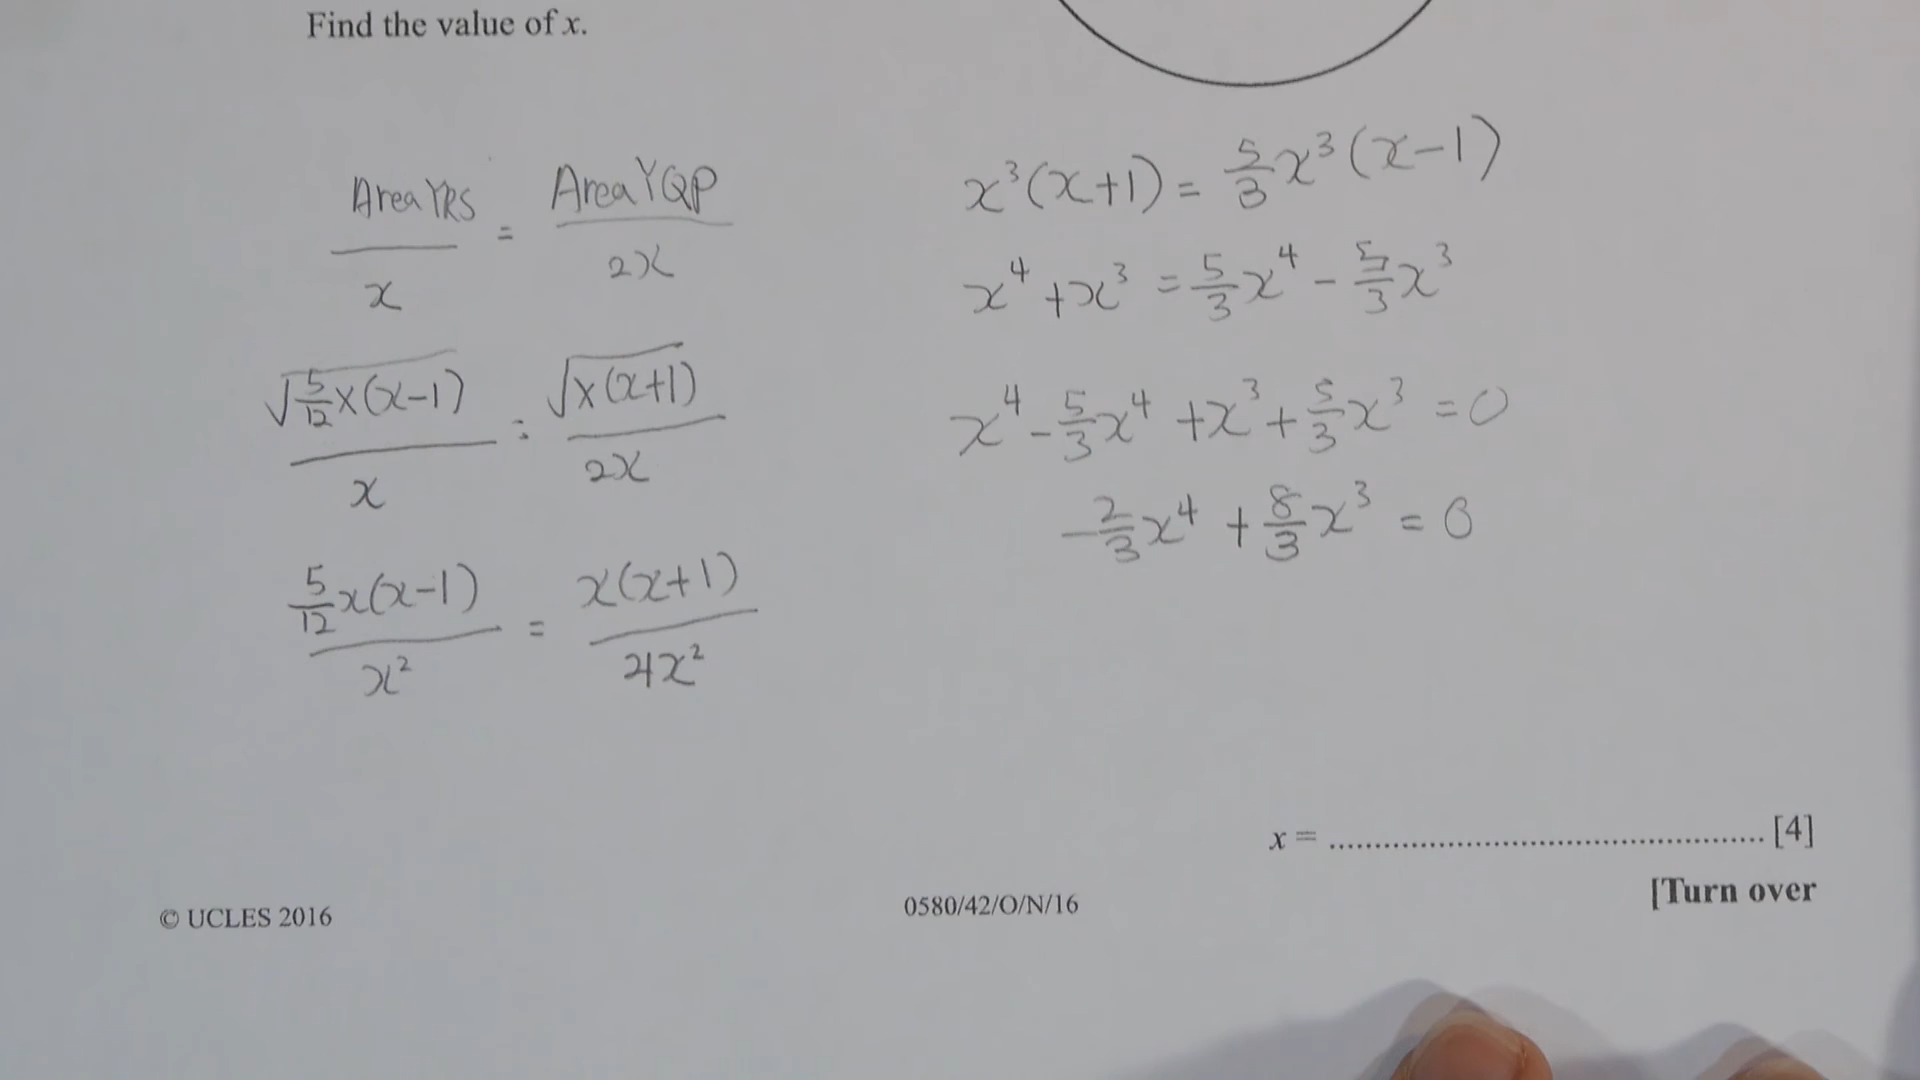 Find the value of x.
Area YRS / x = Area YQP / 2x
√(5/12 x(x-1)) / x = √(x(x+1)) / 2x
5/12 x(x-1) / x² = x(x+1) / 4x²
x³(x+1) = 5/3 x³(x-1)
x⁴ + x³ = 5/3 x⁴ - 5/3 x³
x⁴ - 5/3 x⁴ + x³ + 5/3 x³ = 0
-2/3 x⁴ + 8/3 x³ = 0
x = ................................................ [4]
© UCLES 2016
0580/42/O/N/16
[Turn over